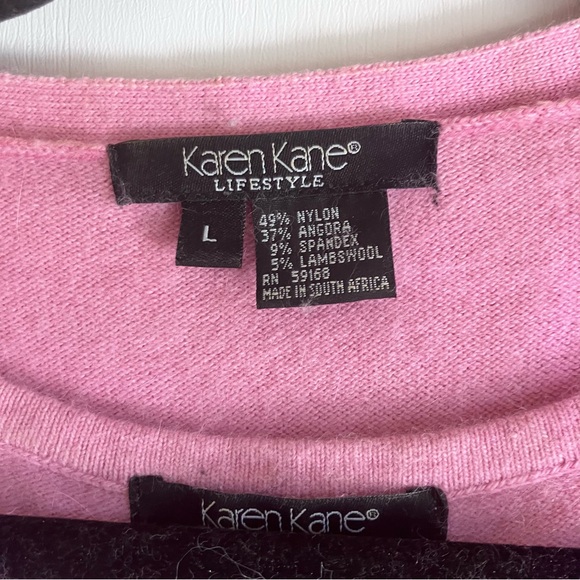 Karen Kane®
LIFESTYLE
L
49% NYLON
37% ANGORA
9% SPANDEX
5% LAMBSWOOL
RN 59168
MADE IN SOUTH AFRICA
Karen Kane®